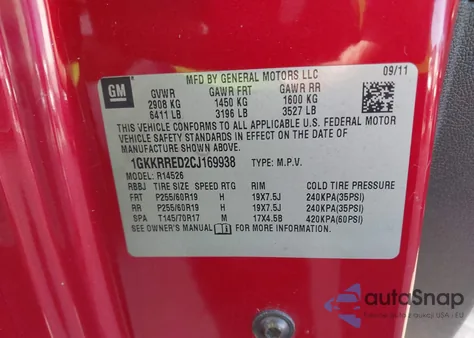 MFD BY GENERAL MOTORS LLC 09/11
GM GVWR GAWR FRT GAWR RR
2908 KG 1450 KG 1600 KG
6411 LB 3196 LB 3527 LB
THIS VEHICLE CONFORMS TO ALL APPLICABLE U.S. FEDERAL MOTOR
VEHICLE SAFETY STANDARDS IN EFFECT ON THE DATE OF
MANUFACTURE SHOWN ABOVE.
1GKKRRED2CJ169938 TYPE: M.P.V.
MODEL: R14526
RBBJ TIRE SIZE SPEED RTG RIM COLD TIRE PRESSURE
FRT P255/60R19 H 19X7.5J 240KPA(35PSI)
RR P255/60R19 H 19X7.5J 240KPA(35PSI)
SPA T145/70R17 M 17X4.5B 420KPA(60PSI)
SEE OWNER'S MANUAL FOR MORE INFORMATION.
autoSnap